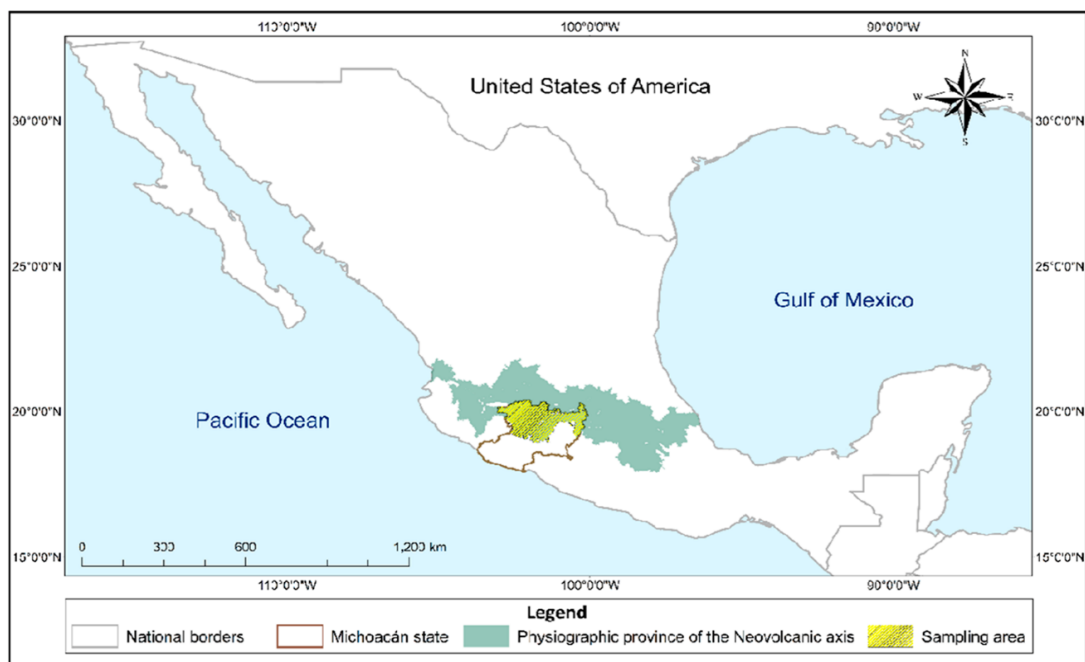 110°0'0"W 100°0'0"W 90°0'0"W
United States of America
N
W E
S
30°0'0"N 30°0'0"N
25°0'0"N 25°0'0"N
Gulf of Mexico
20°0'0"N 20°0'0"N
Pacific Ocean
0 300 600 1,200 km
15°0'0"N 15°0'0"N
110°0'0"W 100°0'0"W 90°0'0"W
Legend
National borders Michoacán state Physiographic province of the Neovolcanic axis Sampling area